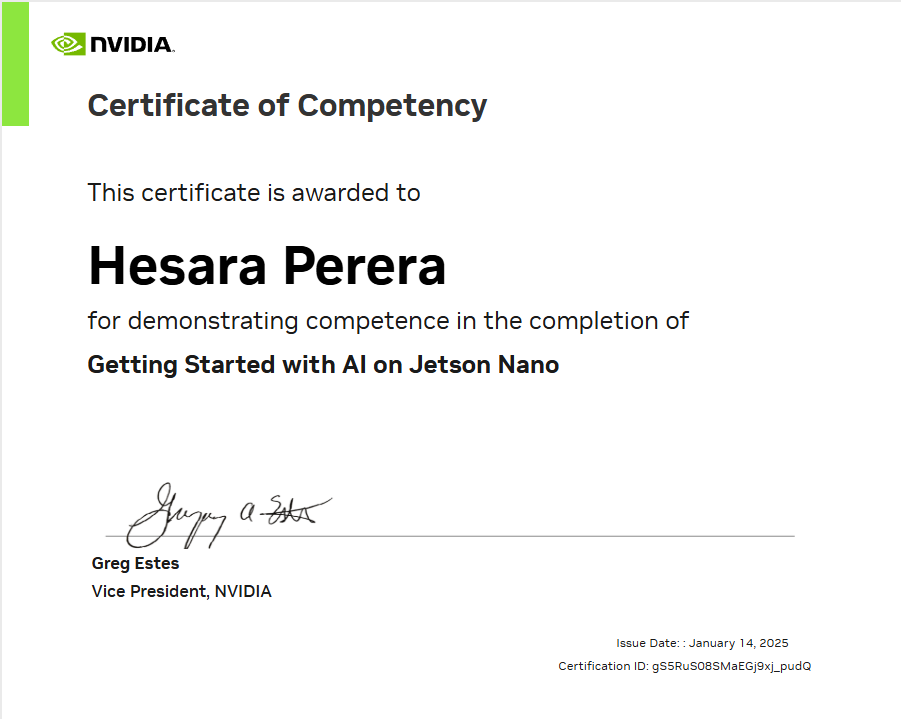 NVIDIA.
Certificate of Competency
This certificate is awarded to
Hesara Perera
for demonstrating competence in the completion of
Getting Started with AI on Jetson Nano
Gregory A Estes
Greg Estes
Vice President, NVIDIA
Issue Date: : January 14, 2025
Certification ID: gS5RuS08SMaEGj9xj_pudQ